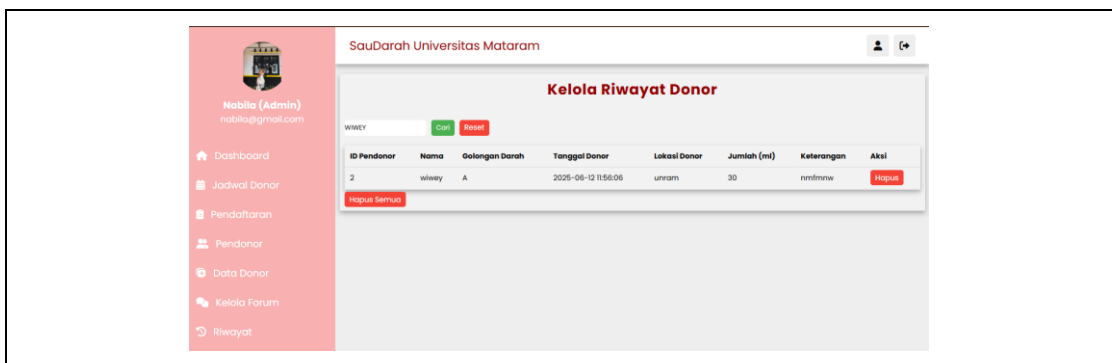 SauDarah Universitas Mataram
Nabila (Admin)
nabila@gmail.com
Dashboard
Jadwal Donor
Pendaftaran
Pendonor
Data Donor
Kelola Forum
Riwayat
Kelola Riwayat Donor
WIWEY Cari Reset
ID Pendonor Nama Golongan Darah Tanggal Donor Lokasi Donor Jumlah (ml) Keterangan Aksi
2 wiwey A 2025-06-12 11:56:06 unram 30 nmfmnw Hapus
Hapus Semua